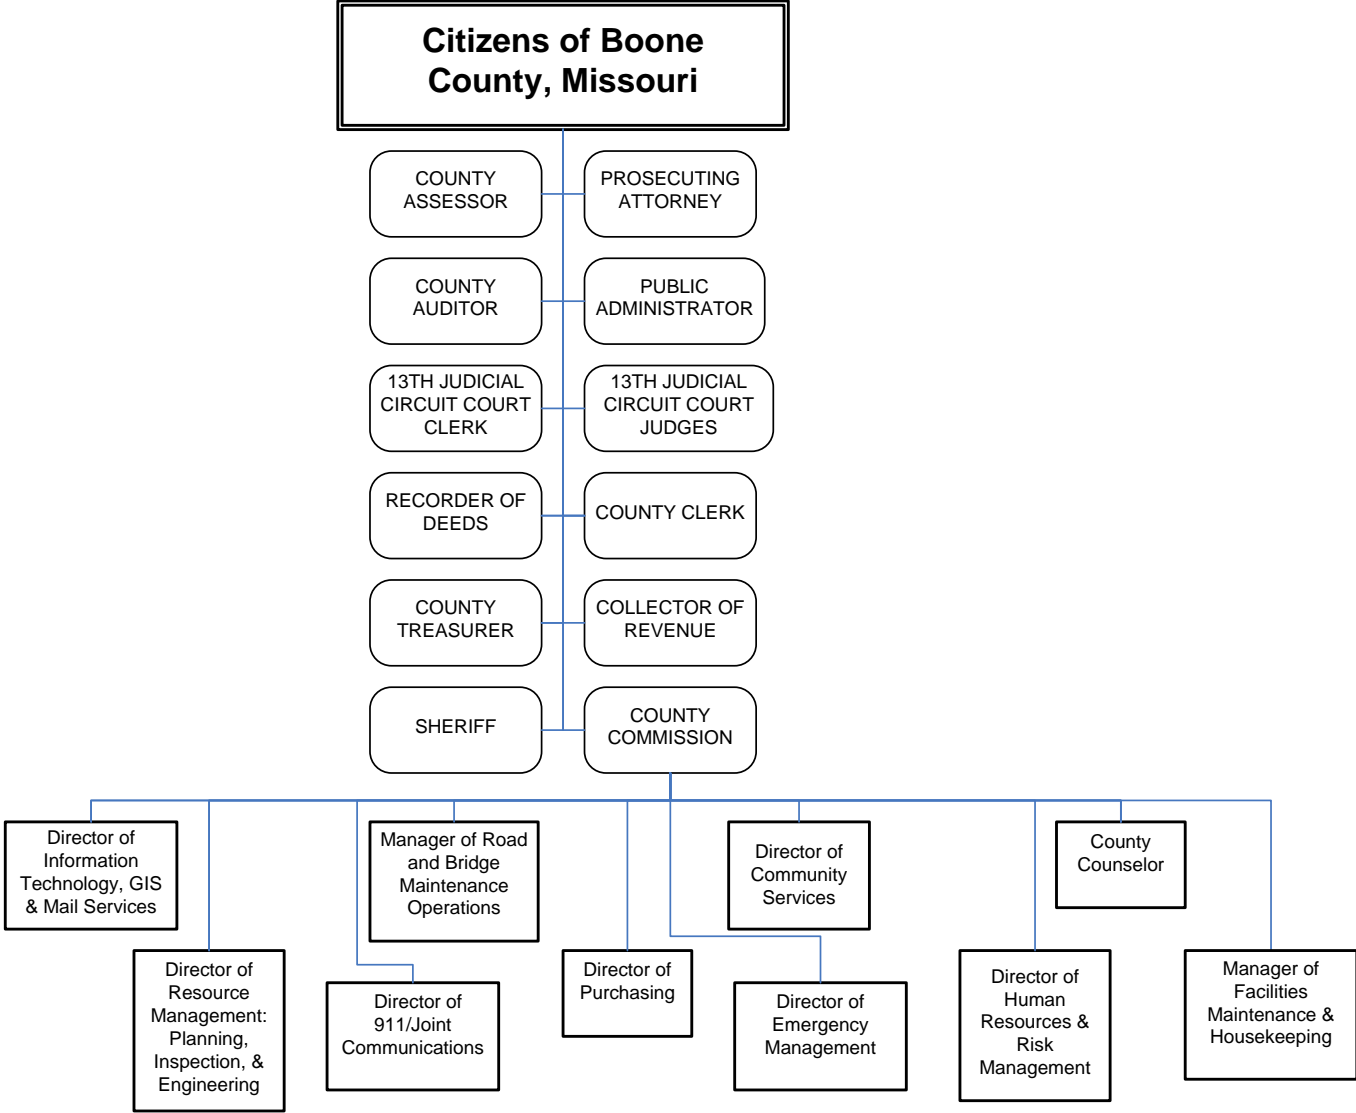 Citizens of Boone
County, Missouri
COUNTY
ASSESSOR
PROSECUTING
ATTORNEY
COUNTY
AUDITOR
PUBLIC
ADMINISTRATOR
13TH JUDICIAL
CIRCUIT COURT
CLERK
13TH JUDICIAL
CIRCUIT COURT
JUDGES
RECORDER OF
DEEDS
COUNTY CLERK
COUNTY
TREASURER
COLLECTOR OF
REVENUE
SHERIFF
COUNTY
COMMISSION
Director of
Information
Technology, GIS
& Mail Services
Manager of Road
and Bridge
Maintenance
Operations
Director of
Community
Services
County
Counselor
Director of
Resource
Management:
Planning,
Inspection, &
Engineering
Director of
911/Joint
Communications
Director of
Purchasing
Director of
Emergency
Management
Director of
Human
Resources &
Risk
Management
Manager of
Facilities
Maintenance &
Housekeeping